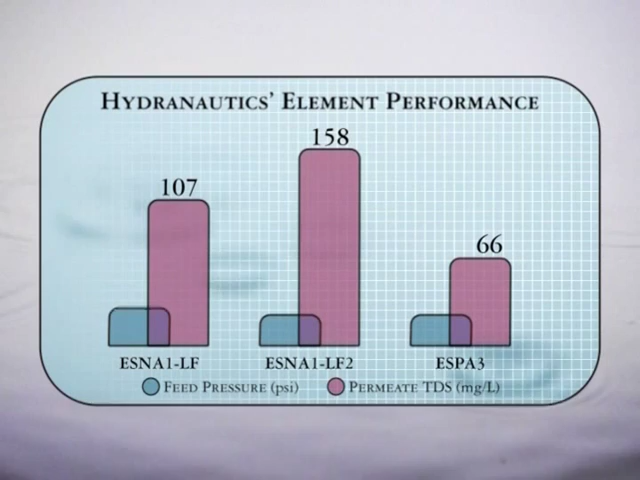 HYDRANAUTICS' ELEMENT PERFORMANCE
158
107
66
ESNA1-LF ESNA1-LF2 ESPA3
FEED PRESSURE (psi) PERMEATE TDS (mg/L)